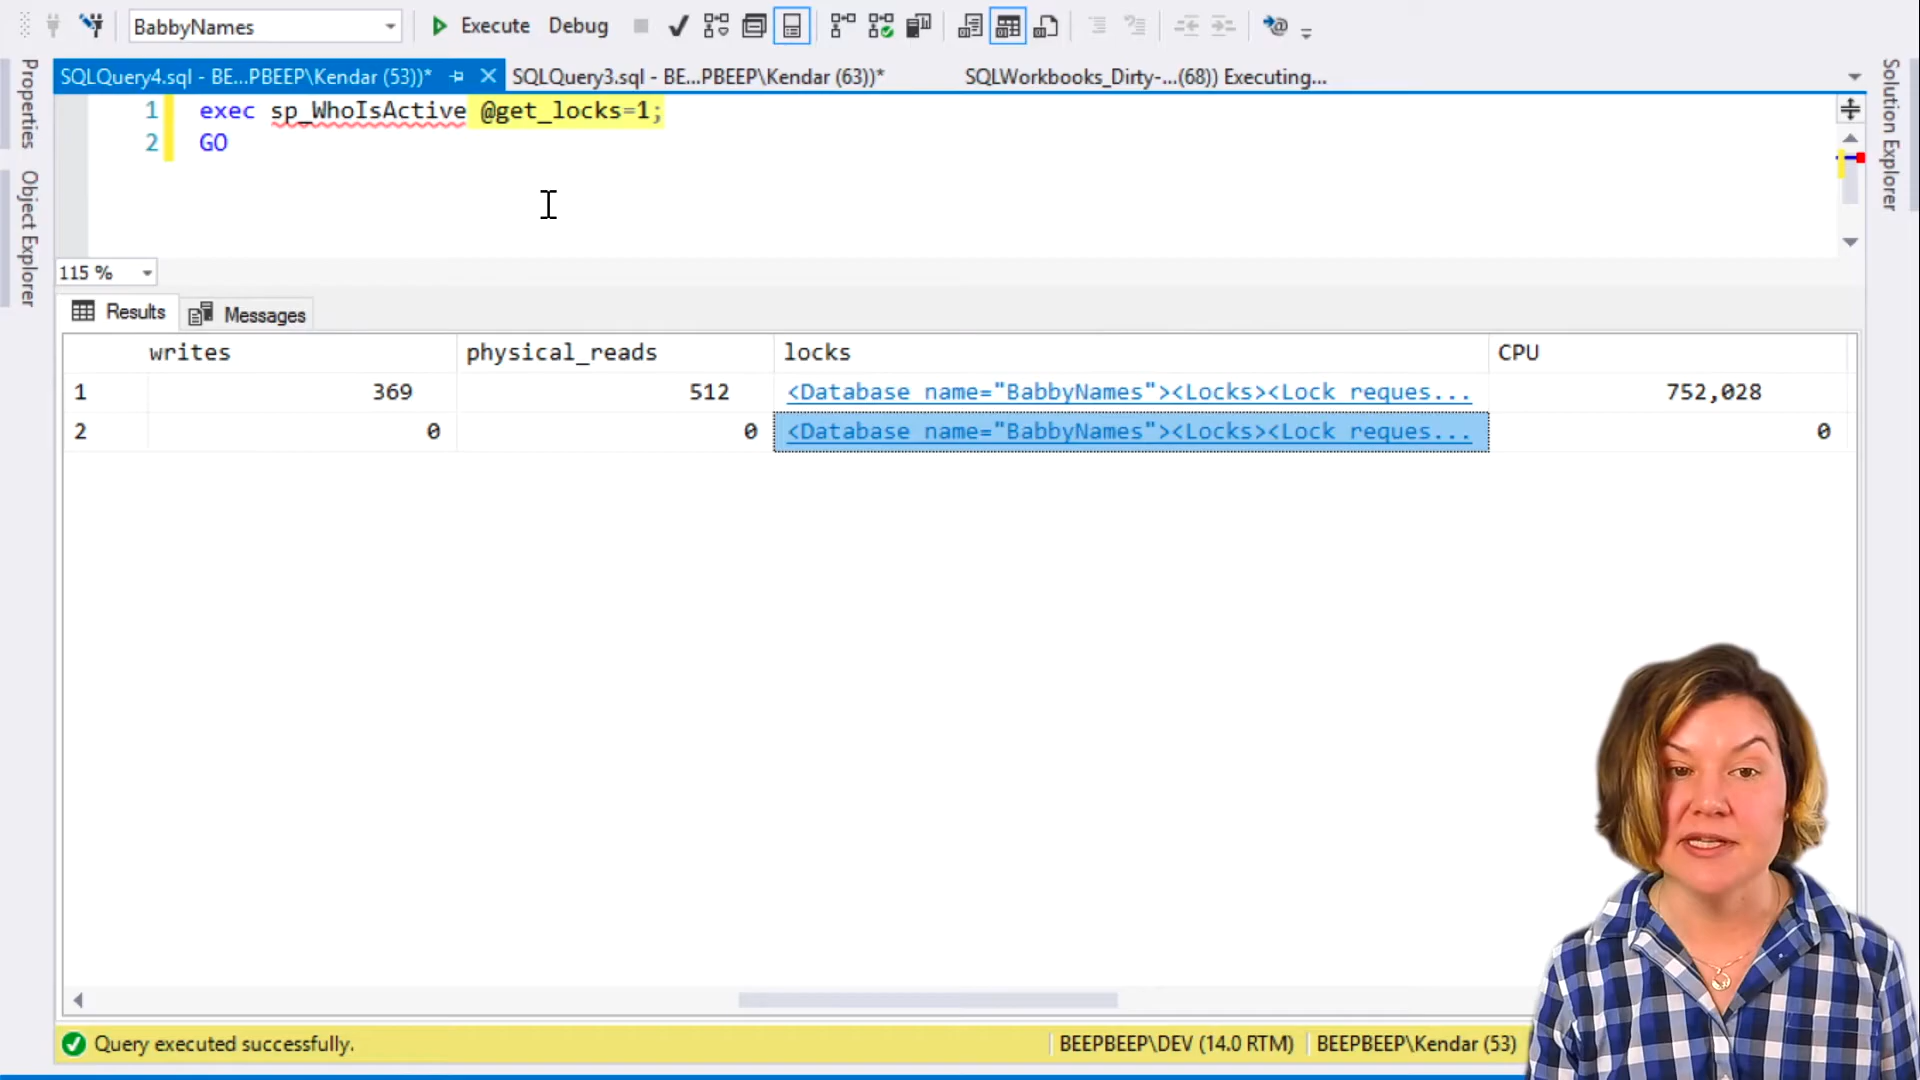 BabbyNames
Execute
Debug
SQLQuery4.sql - BE...PBEEP\Kendar (53))*
SQLQuery3.sql - BE...PBEEP\Kendar (63))*
SQLWorkbooks_Dirty-...(68)) Executing...
Properties
Object Explorer
Solution Explorer
1 exec sp_WhoIsActive @get_locks=1;
2 GO
115 %
Results
Messages
writes physical_reads locks CPU
1 369 512 <Database name="BabbyNames"><Locks><Lock reques... 752,028
2 0 0 <Database name="BabbyNames"><Locks><Lock reques... 0
Query executed successfully.
BEEPBEEP\DEV (14.0 RTM)
BEEPBEEP\Kendar (53)